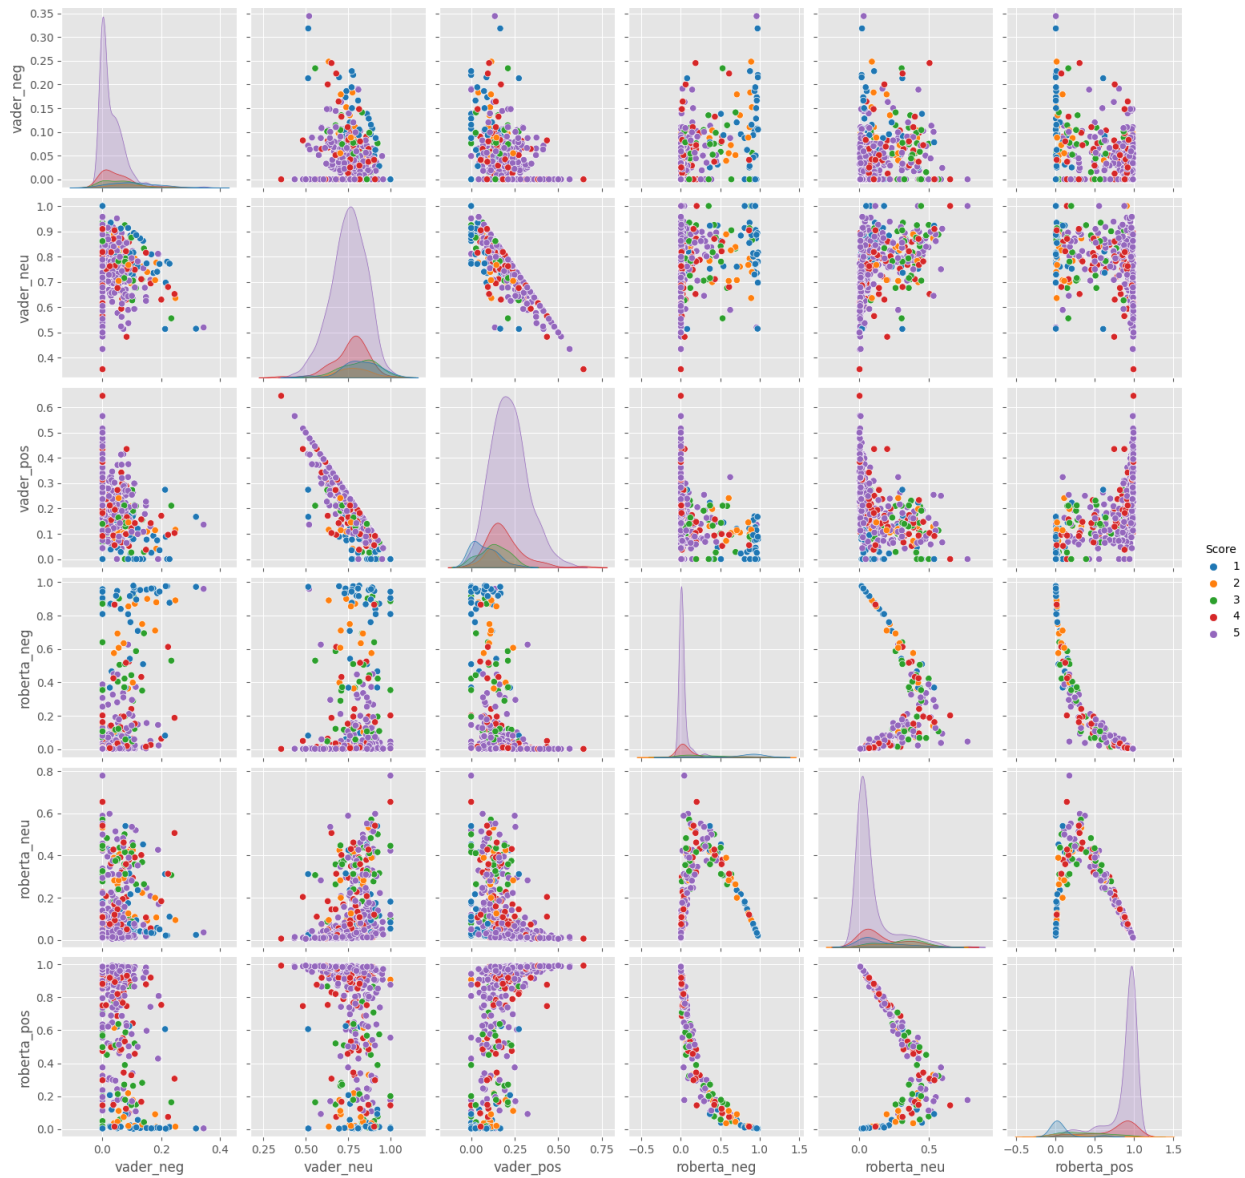 0.35
0.30
0.25
0.20
0.15
0.10
0.05
0.00
vader_neg
1.0
0.9
0.8
0.7
0.6
0.5
0.4
vader_neu
0.6
0.5
0.4
0.3
0.2
0.1
0.0
vader_pos
Score
1
2
3
4
5
1.0
0.8
0.6
0.4
0.2
0.0
roberta_neg
0.8
0.6
0.4
0.2
0.0
roberta_neu
1.0
0.8
0.6
0.4
0.2
0.0
roberta_pos
0.0 0.2 0.4
vader_neg
0.25 0.50 0.75 1.00
vader_neu
0.00 0.25 0.50 0.75
vader_pos
−0.5 0.0 0.5 1.0 1.5
roberta_neg
0.0 0.5
roberta_neu
−0.5 0.0 0.5 1.0 1.5
roberta_pos